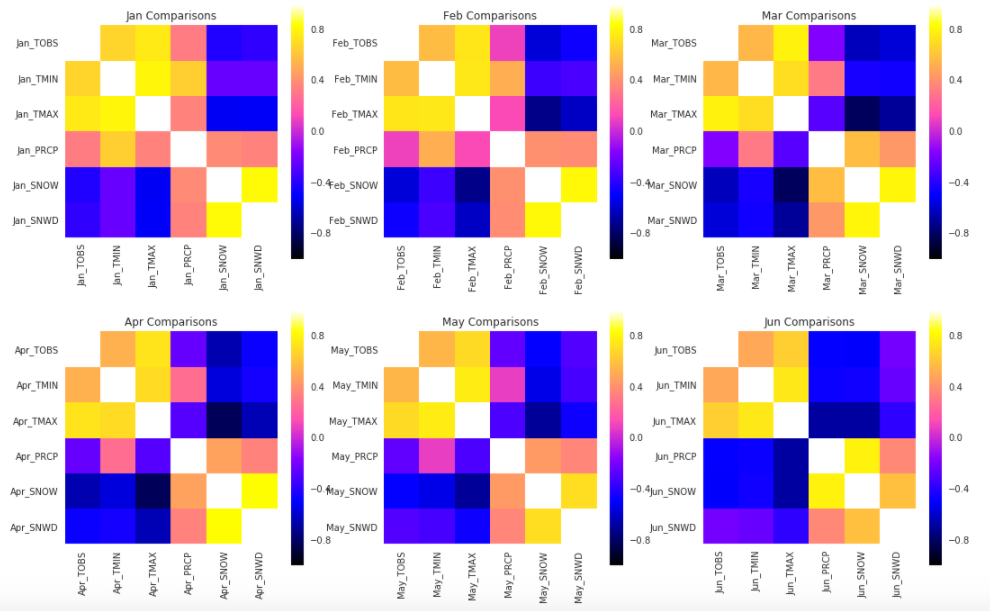 Jan Comparisons
Jan_TOBS
Jan_TMIN
Jan_TMAX
Jan_PRCP
Jan_SNOW
Jan_SNWD
Jan_TOBS
Jan_TMIN
Jan_TMAX
Jan_PRCP
Jan_SNOW
Jan_SNWD
0.8
0.4
0.0
−0.4
−0.8
Feb Comparisons
Feb_TOBS
Feb_TMIN
Feb_TMAX
Feb_PRCP
Feb_SNOW
Feb_SNWD
Feb_TOBS
Feb_TMIN
Feb_TMAX
Feb_PRCP
Feb_SNOW
Feb_SNWD
0.8
0.4
0.0
−0.4
−0.8
Mar Comparisons
Mar_TOBS
Mar_TMIN
Mar_TMAX
Mar_PRCP
Mar_SNOW
Mar_SNWD
Mar_TOBS
Mar_TMIN
Mar_TMAX
Mar_PRCP
Mar_SNOW
Mar_SNWD
0.8
0.4
0.0
−0.4
−0.8
Apr Comparisons
Apr_TOBS
Apr_TMIN
Apr_TMAX
Apr_PRCP
Apr_SNOW
Apr_SNWD
Apr_TOBS
Apr_TMIN
Apr_TMAX
Apr_PRCP
Apr_SNOW
Apr_SNWD
0.8
0.4
0.0
−0.4
−0.8
May Comparisons
May_TOBS
May_TMIN
May_TMAX
May_PRCP
May_SNOW
May_SNWD
May_TOBS
May_TMIN
May_TMAX
May_PRCP
May_SNOW
May_SNWD
0.8
0.4
0.0
−0.4
−0.8
Jun Comparisons
Jun_TOBS
Jun_TMIN
Jun_TMAX
Jun_PRCP
Jun_SNOW
Jun_SNWD
Jun_TOBS
Jun_TMIN
Jun_TMAX
Jun_PRCP
Jun_SNOW
Jun_SNWD
0.8
0.4
0.0
−0.4
−0.8